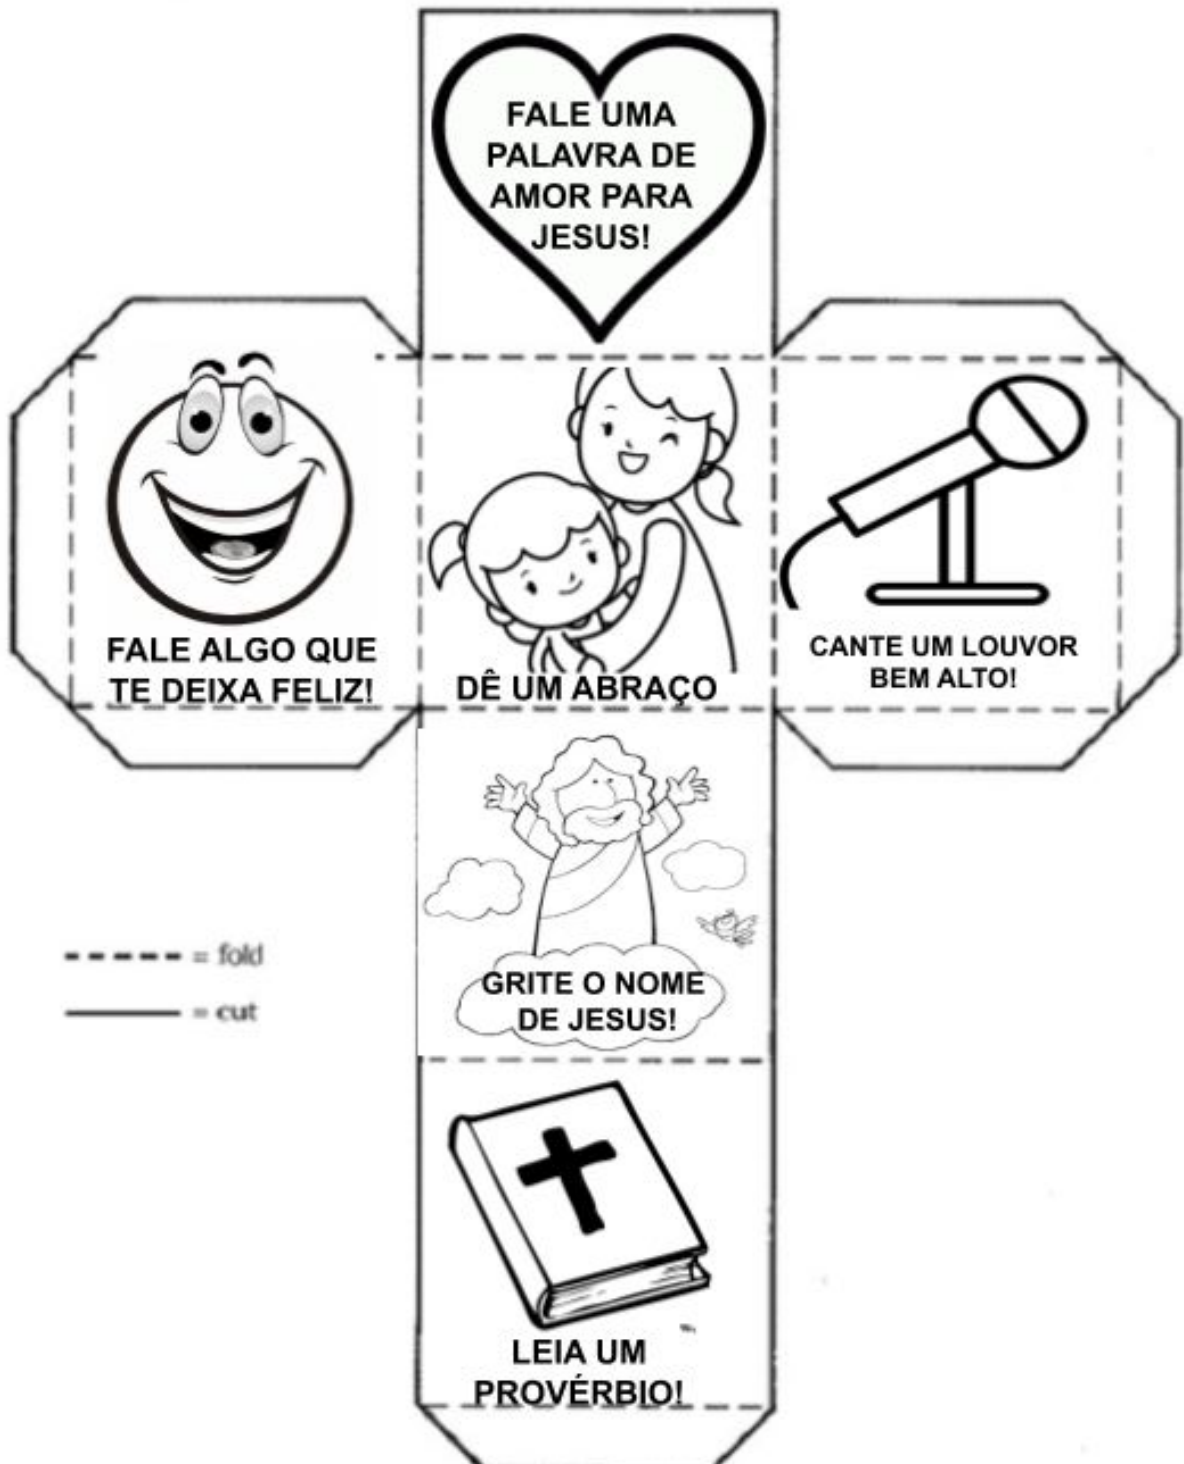 FALE UMA
PALAVRA DE
AMOR PARA
JESUS!
FALE ALGO QUE
TE DEIXA FELIZ!
DÊ UM ABRAÇO
CANTE UM LOUVOR
BEM ALTO!
GRITE O NOME
DE JESUS!
= fold
= cut
LEIA UM
PROVÉRBIO!